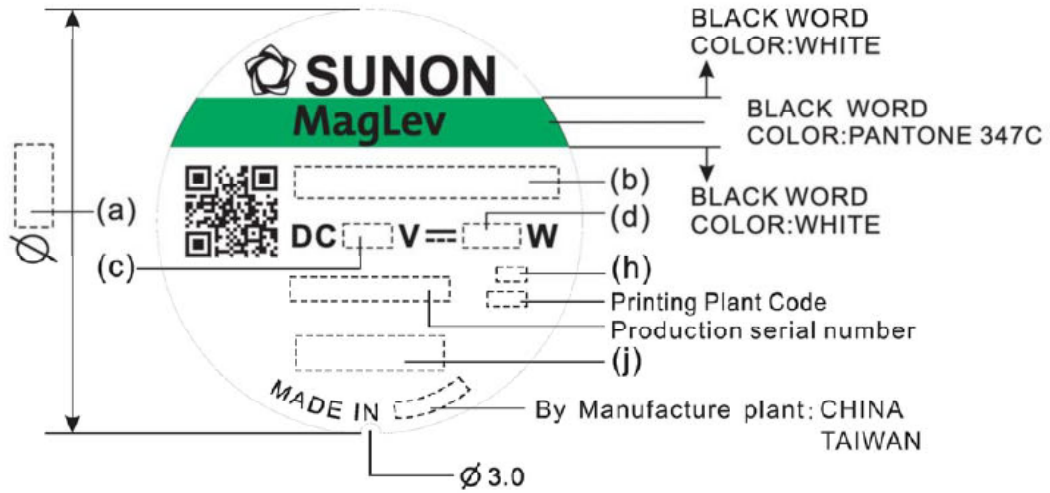 BLACK WORD
COLOR:WHITE
SUNON
MagLev
BLACK WORD
COLOR:PANTONE 347C
(b)
BLACK WORD
COLOR:WHITE
(a)
(d)
DC V⎓ W
Ø
(c)
(h)
Printing Plant Code
Production serial number
(j)
MADE IN
By Manufacture plant: CHINA
TAIWAN
Ø 3.0